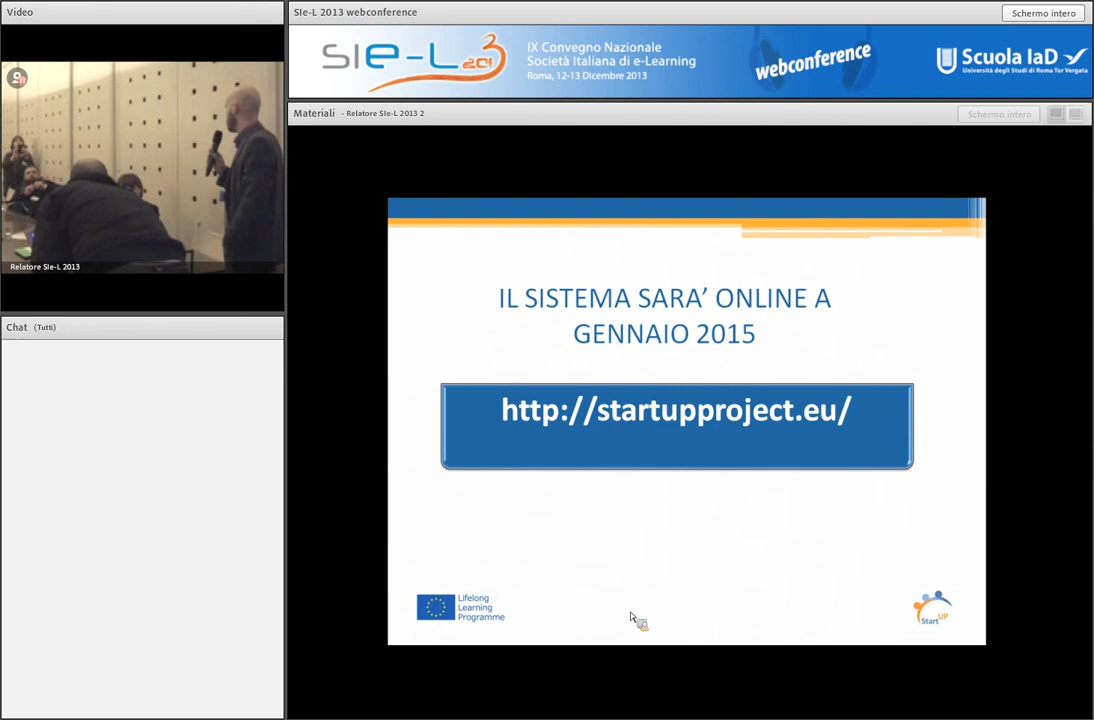 Video
Relatore SIe-L 2013
Chat (Tutti)
SIe-L 2013 webconference
Schermo intero
SIe-L 2013
IX Convegno Nazionale
Società Italiana di e-Learning
Roma, 12-13 Dicembre 2013
webconference
Scuola IaD
Università degli Studi di Roma Tor Vergata
Materiali - Relatore SIe-L 2013 2
Schermo intero
IL SISTEMA SARA’ ONLINE A
GENNAIO 2015
http://startupproject.eu/
Lifelong
Learning
Programme
Start UP